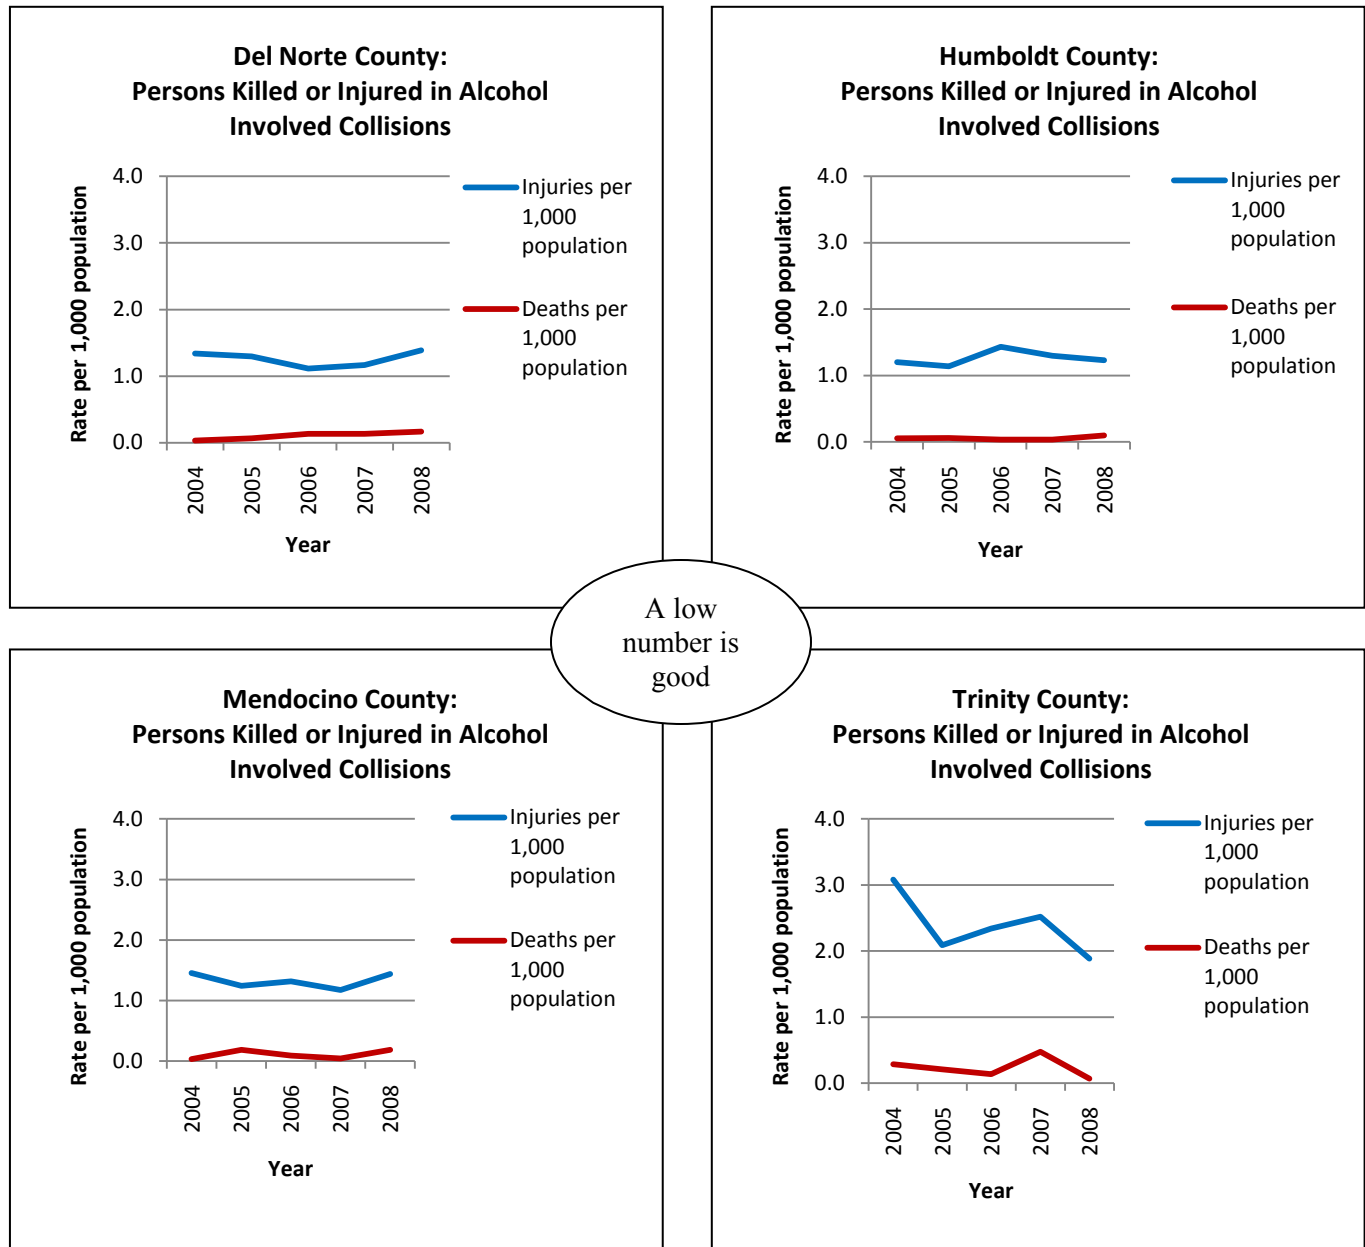 Del Norte County:
Persons Killed or Injured in Alcohol
Involved Collisions
Rate per 1,000 population
4.0
3.0
2.0
1.0
0.0
2004
2005
2006
2007
2008
Year
Injuries per
1,000
population
Deaths per
1,000
population
Humboldt County:
Persons Killed or Injured in Alcohol
Involved Collisions
Rate per 1,000 population
4.0
3.0
2.0
1.0
0.0
2004
2005
2006
2007
2008
Year
Injuries per
1,000
population
Deaths per
1,000
population
A low
number is
good
Mendocino County:
Persons Killed or Injured in Alcohol
Involved Collisions
Rate per 1,000 population
4.0
3.0
2.0
1.0
0.0
2004
2005
2006
2007
2008
Year
Injuries per
1,000
population
Deaths per
1,000
population
Trinity County:
Persons Killed or Injured in Alcohol
Involved Collisions
Rate per 1,000 population
4.0
3.0
2.0
1.0
0.0
2004
2005
2006
2007
2008
Year
Injuries per
1,000
population
Deaths per
1,000
population